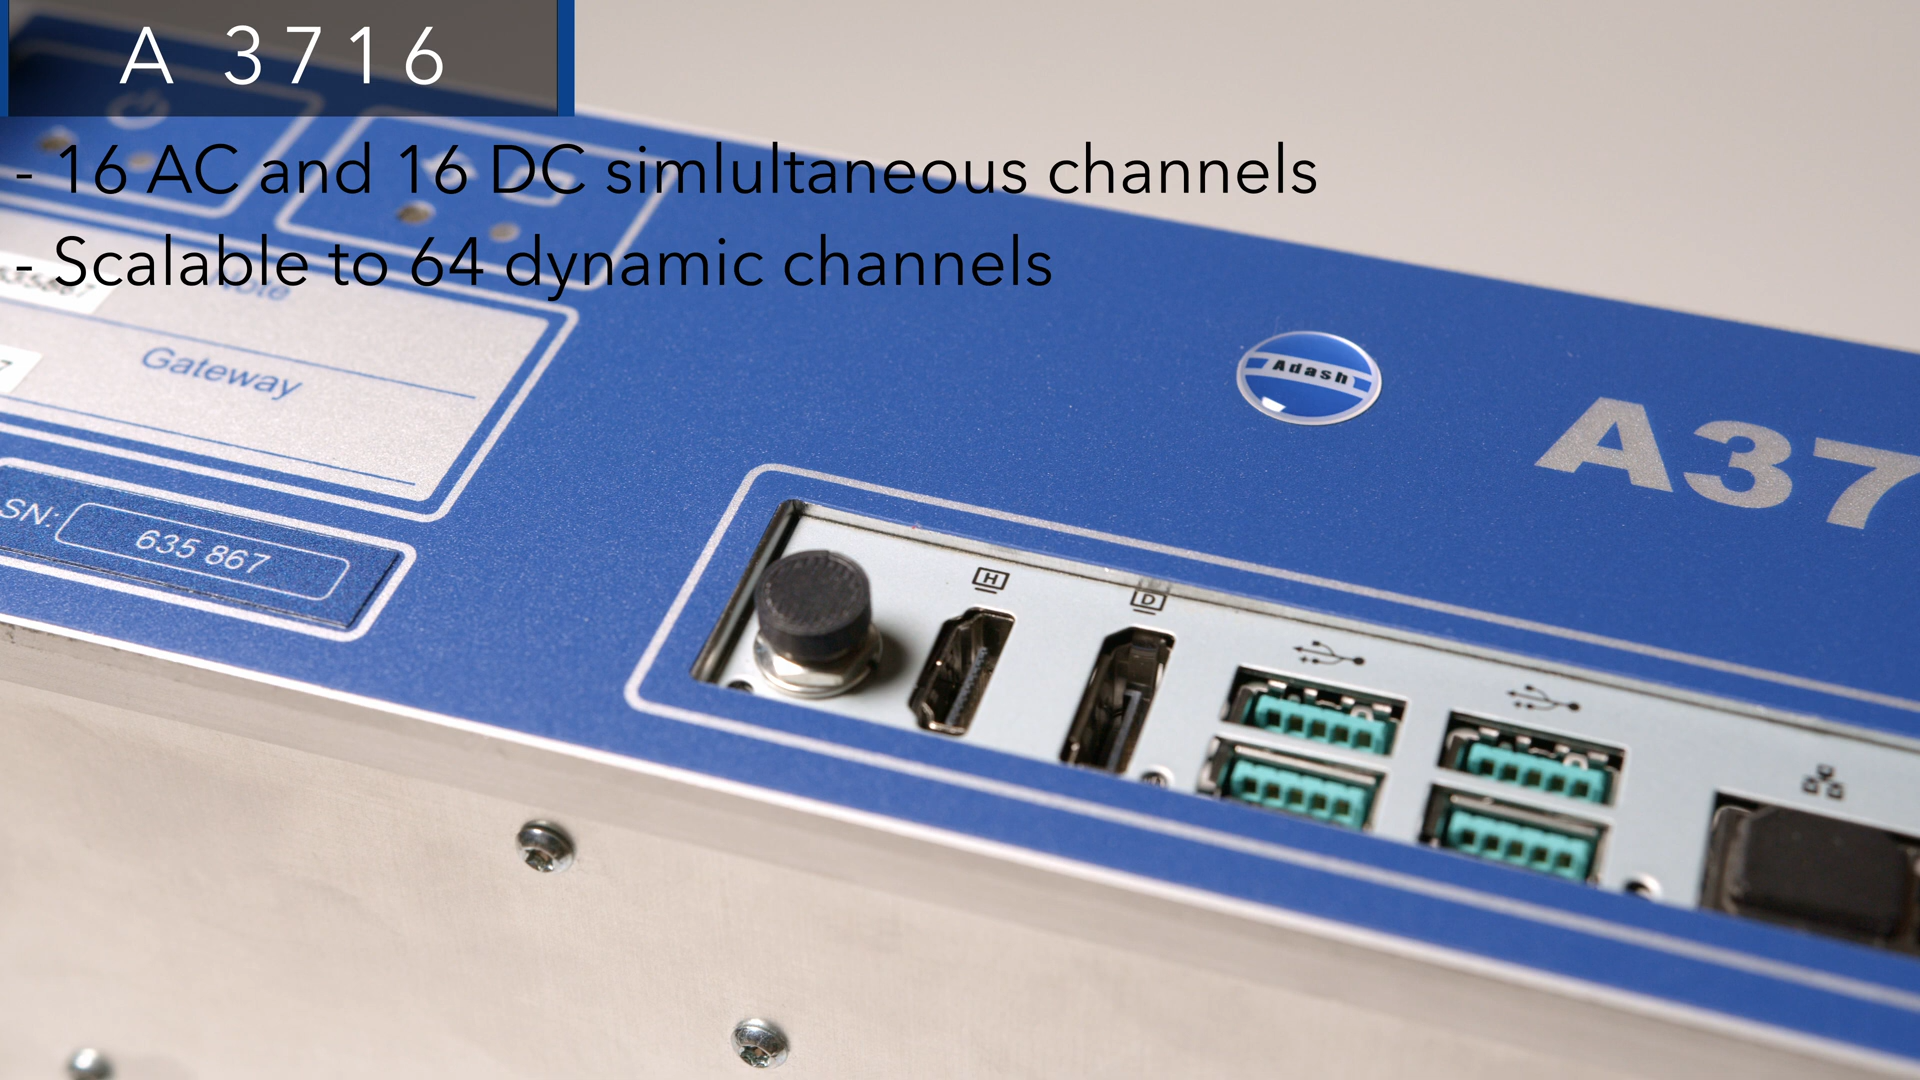 A 3716
- 16 AC and 16 DC simlultaneous channels
- Scalable to 64 dynamic channels
Gateway
Adash
A37
SN:
635 867
H
D